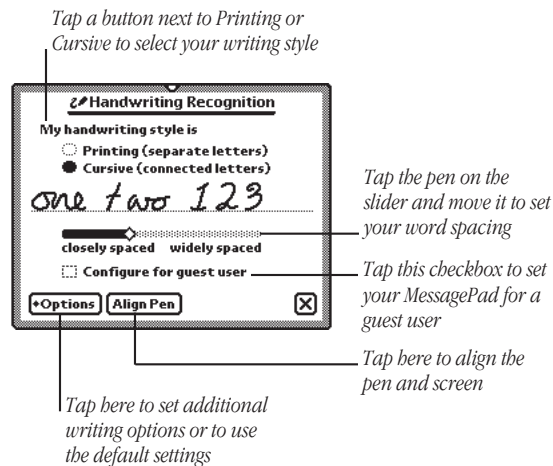 Tap a button next to Printing or
Cursive to select your writing style
Handwriting Recognition
My handwriting style is
Printing (separate letters)
Cursive (connected letters)
one two 123
closely spaced widely spaced
Configure for guest user
Options Align Pen
Tap the pen on the
slider and move it to set
your word spacing
Tap this checkbox to set
your MessagePad for a
guest user
Tap here to align the
pen and screen
Tap here to set additional
writing options or to use
the default settings